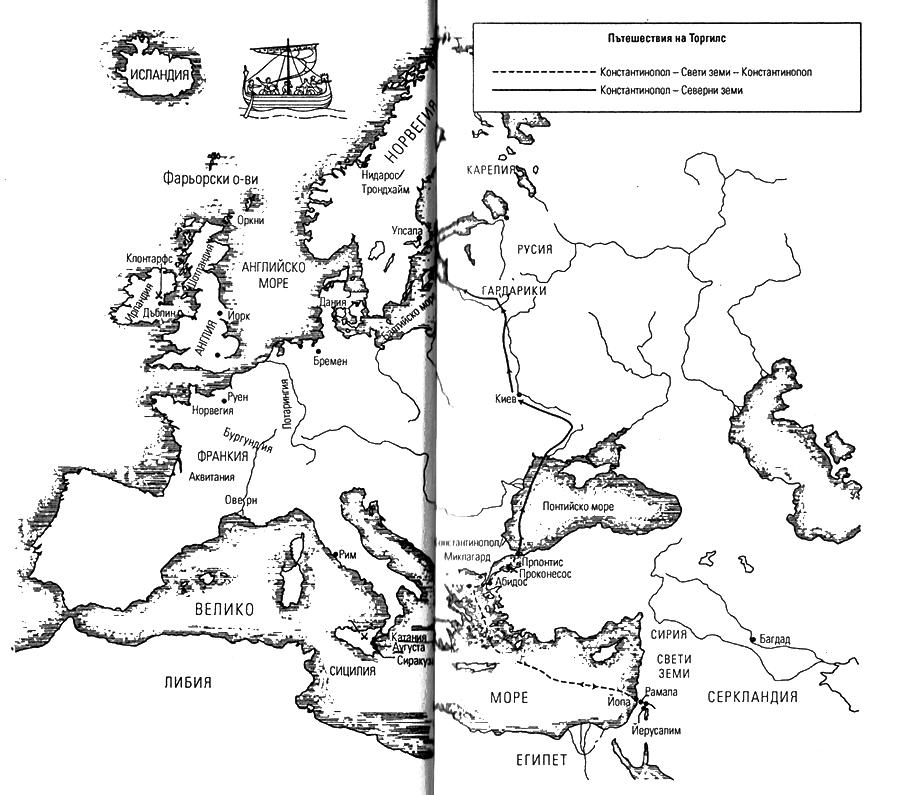 Пътешествия на Торгилс
Константинопол – Свети земи – Константинопол
Константинопол – Северни земи
ИСЛАНДИЯ
НОРВЕГИЯ
Нидарос/
Трондхайм
КАРЕЛИЯ
Фарьорски о-ви
Оркни
Упсала
РУСИЯ
Клонтарфс
Шотландия
АНГЛИЙСКО
МОРЕ
ГАРДАРИКИ
Ирландия
Дъблин
Йорк
Дания
Балтийско море
АНГЛИЯ
Бремен
Киев
Руен
Норвегия
Лотарингия
Бургундия
ФРАНКИЯ
Аквитания
Оверн
Понтийско море
Константинопол/
Миклагард
Рим
Прпонтис
Проконесос
Абидос
ВЕЛИКО
Катания
Аугуста
Сиракуза
СИРИЯ
Багдад
СИЦИЛИЯ
СВЕТИ
ЗЕМИ
ЛИБИЯ
МОРЕ
Йопа
Рамала
СЕРКЛАНДИЯ
Йерусалим
ЕГИПЕТ